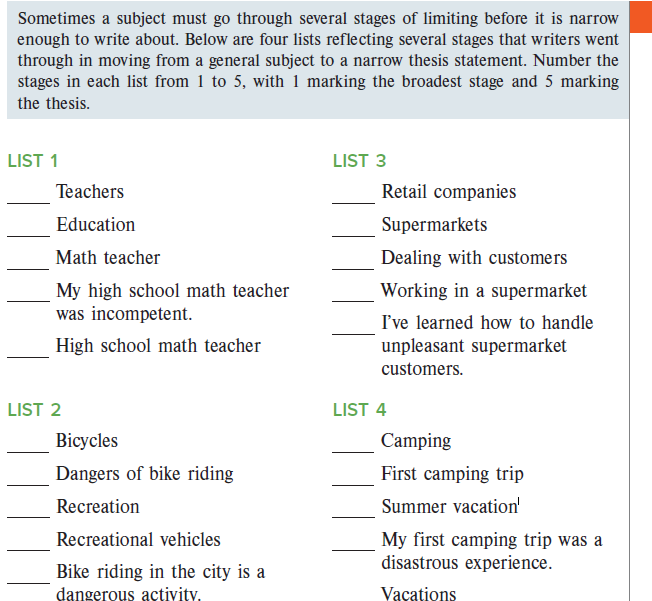 Sometimes a subject must go through several stages of limiting before it is narrow
enough to write about. Below are four lists reflecting several stages that writers went
through in moving from a general subject to a narrow thesis statement. Number the
stages in each list from 1 to 5, with 1 marking the broadest stage and 5 marking
the thesis.
LIST 1
_____ Teachers
_____ Education
_____ Math teacher
_____ My high school math teacher
was incompetent.
_____ High school math teacher
LIST 2
_____ Bicycles
_____ Dangers of bike riding
_____ Recreation
_____ Recreational vehicles
_____ Bike riding in the city is a
dangerous activity.
LIST 3
_____ Retail companies
_____ Supermarkets
_____ Dealing with customers
_____ Working in a supermarket
_____ I've learned how to handle
unpleasant supermarket
customers.
LIST 4
_____ Camping
_____ First camping trip
_____ Summer vacation
_____ My first camping trip was a
disastrous experience.
Vacations